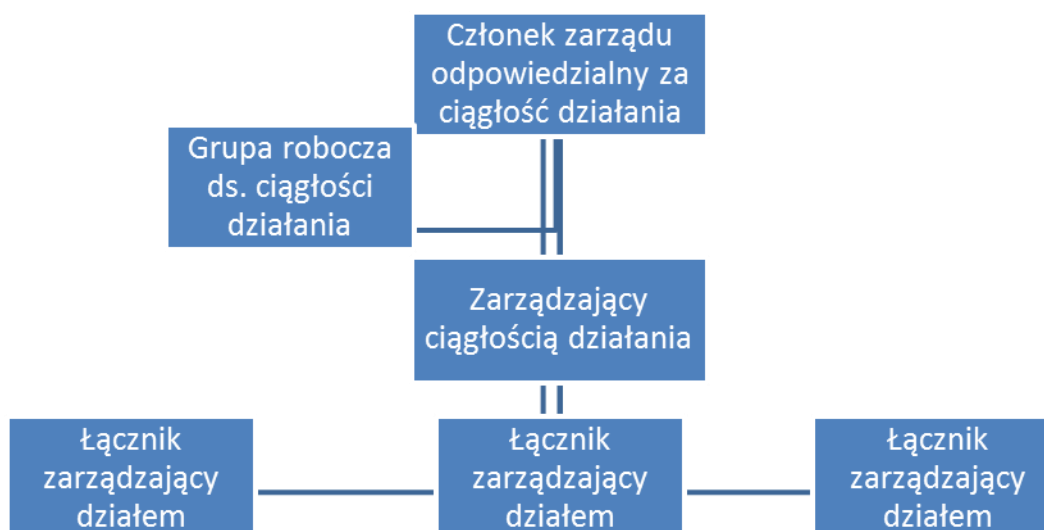 Członek zarządu
odpowiedzialny za
ciągłość działania
Grupa robocza
ds. ciągłości
działania
Zarządzający
ciągłością działania
Łącznik
zarządzający
działem
Łącznik
zarządzający
działem
Łącznik
zarządzający
działem